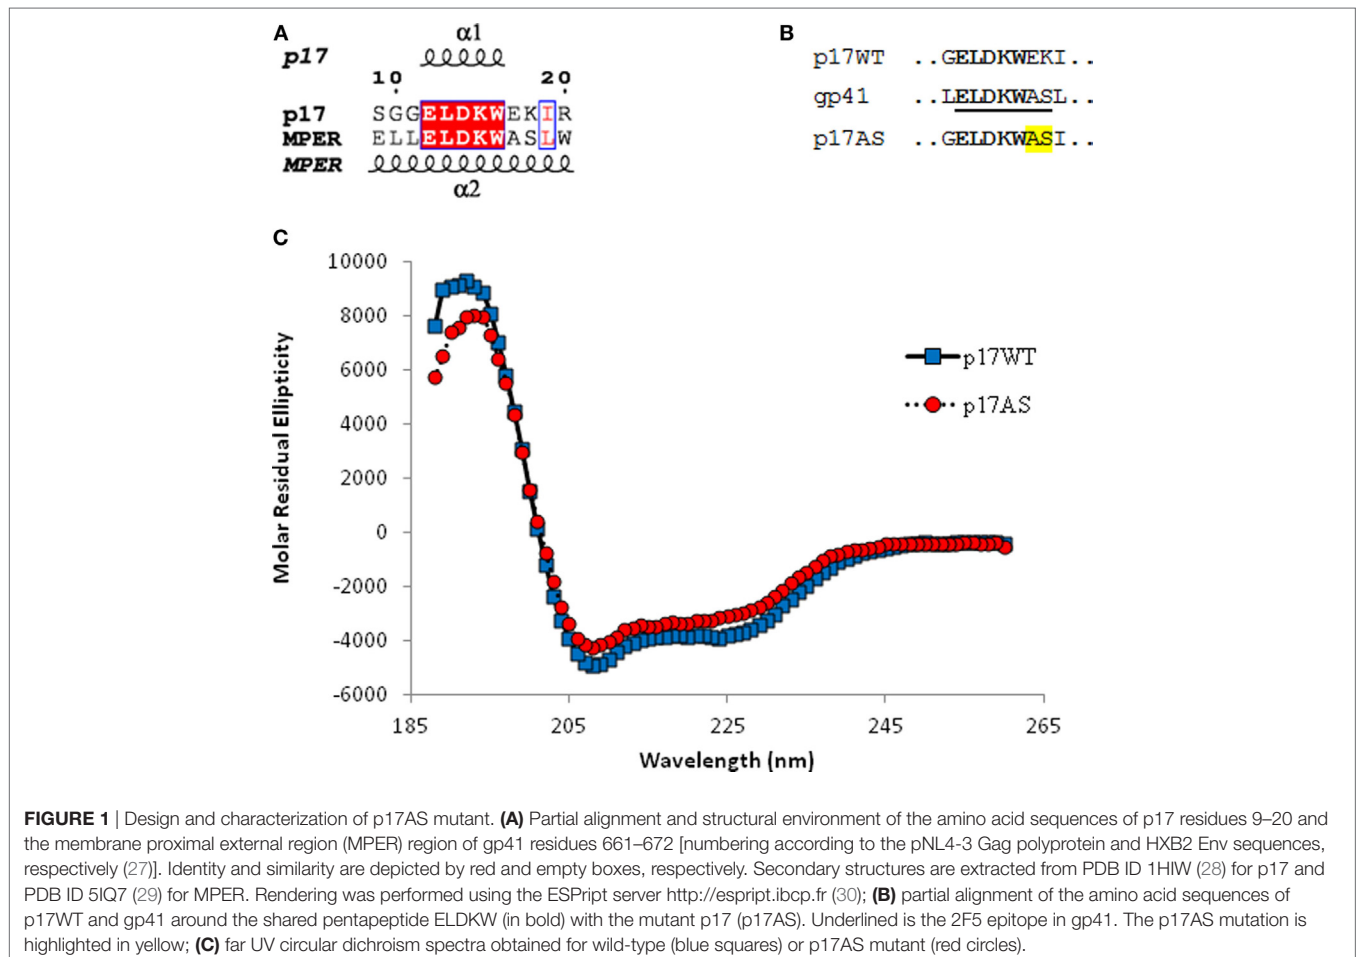 A
p17
α1
10 20
p17 SGGELDKWEKIR
MPER ELLELDKWASLW
MPER
α2
B
p17WT ..GELDKWEKI..
gp41 ..LELDKWASL..
p17AS ..GELDKWASI..
C
Molar Residual Ellipticity
10000
8000
6000
4000
2000
0
-2000
-4000
-6000
185 205 225 245 265
Wavelength (nm)
p17WT
p17AS
FIGURE 1 | Design and characterization of p17AS mutant. (A) Partial alignment and structural environment of the amino acid sequences of p17 residues 9–20 and
the membrane proximal external region (MPER) region of gp41 residues 661–672 [numbering according to the pNL4-3 Gag polyprotein and HXB2 Env sequences,
respectively (27)]. Identity and similarity are depicted by red and empty boxes, respectively. Secondary structures are extracted from PDB ID 1HIW (28) for p17 and
PDB ID 5IQ7 (29) for MPER. Rendering was performed using the ESPript server http://espript.ibcp.fr (30); (B) partial alignment of the amino acid sequences of
p17WT and gp41 around the shared pentapeptide ELDKW (in bold) with the mutant p17 (p17AS). Underlined is the 2F5 epitope in gp41. The p17AS mutation is
highlighted in yellow; (C) far UV circular dichroism spectra obtained for wild-type (blue squares) or p17AS mutant (red circles).